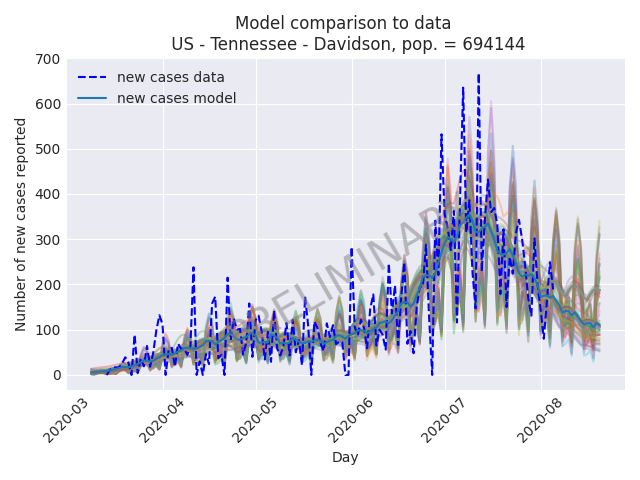 Model comparison to data
US - Tennessee - Davidson, pop. = 694144
700
600
500
400
300
200
100
0
Number of new cases reported
new cases data
new cases model
PRELIMINARY
2020-03
2020-04
2020-05
2020-06
2020-07
2020-08
Day